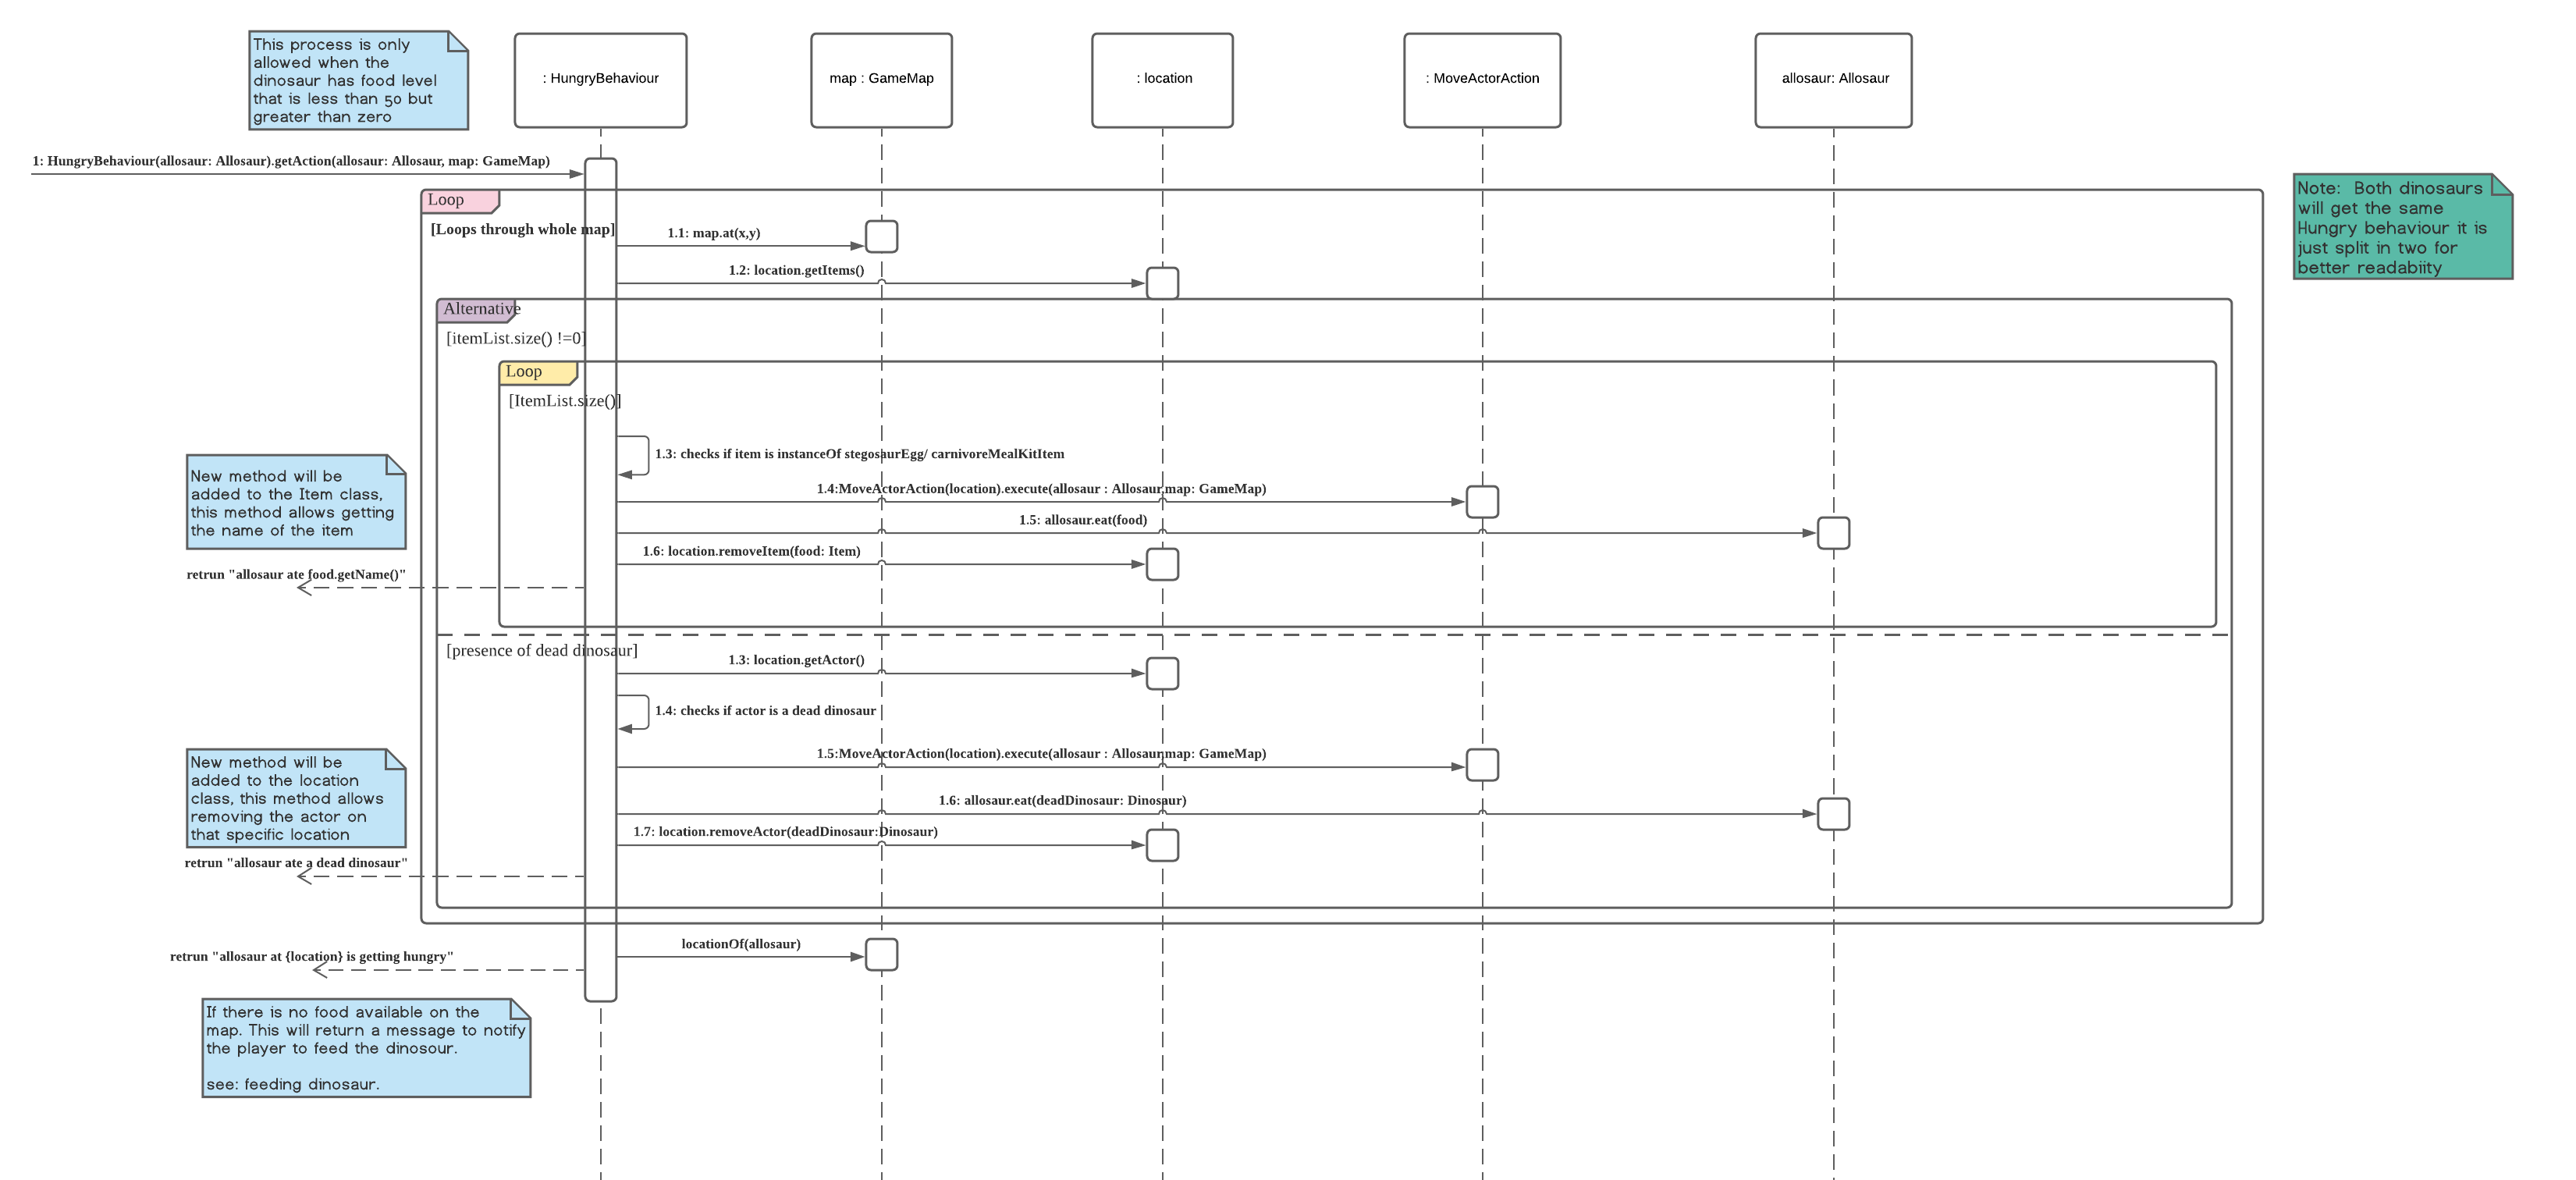 This process is only
allowed when the
dinosaur has food level
that is less than 50 but
greater than zero
: HungryBehaviour
map : GameMap
: location
: MoveActorAction
allosaur: Allosaur
1: HungryBehaviour(allosaur: Allosaur).getAction(allosaur: Allosaur, map: GameMap)
Note:  Both dinosaurs
will get the same
Hungry behaviour it is
just split in two for
better readabiity
Loop
[Loops through whole map]
1.1: map.at(x,y)
1.2: location.getItems()
Alternative
[itemList.size() !=0]
Loop
[ItemList.size()]
1.3: checks if item is instanceOf stegosaurEgg/ carnivoreMealKitItem
New method will be
added to the Item class,
this method allows getting
the name of the item
1.4:MoveActorAction(location).execute(allosaur : Allosaur,map: GameMap)
1.5: allosaur.eat(food)
1.6: location.removeItem(food: Item)
retrun "allosaur ate food.getName()"
[presence of dead dinosaur]
1.3: location.getActor()
1.4: checks if actor is a dead dinosaur
New method will be
added to the location
class, this method allows
removing the actor on
that specific location
1.5:MoveActorAction(location).execute(allosaur : Allosaur,map: GameMap)
1.6: allosaur.eat(deadDinosaur: Dinosaur)
1.7: location.removeActor(deadDinosaur:Dinosaur)
retrun "allosaur ate a dead dinosaur"
locationOf(allosaur)
retrun "allosaur at {location} is getting hungry"
If there is no food available on the
map. This will return a message to notify
the player to feed the dinosour.
see: feeding dinosaur.